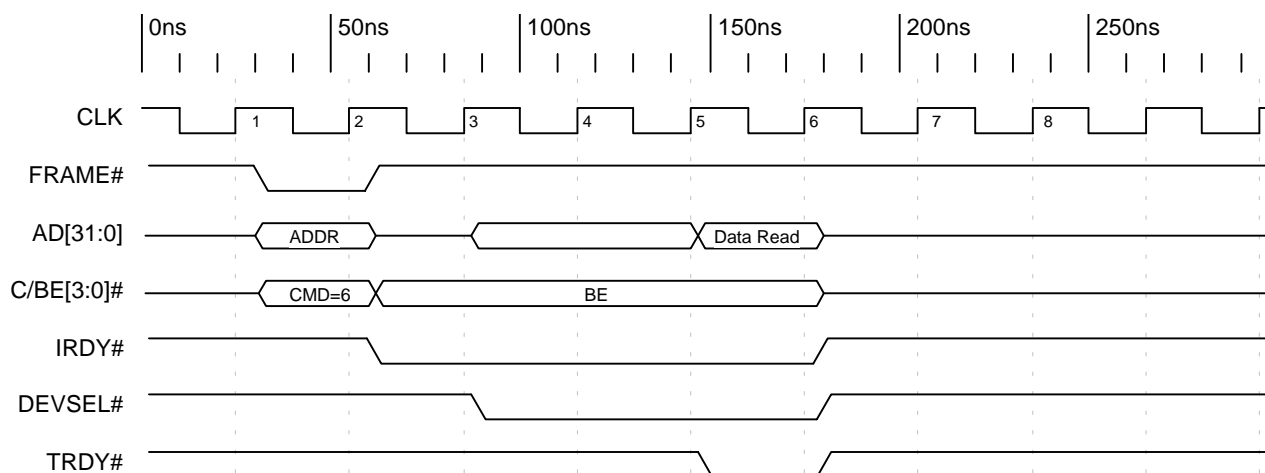 0ns 50ns 100ns 150ns 200ns 250ns
CLK 1 2 3 4 5 6 7 8
FRAME#
AD[31:0] ADDR Data Read
C/BE[3:0]# CMD=6 BE
IRDY#
DEVSEL#
TRDY#